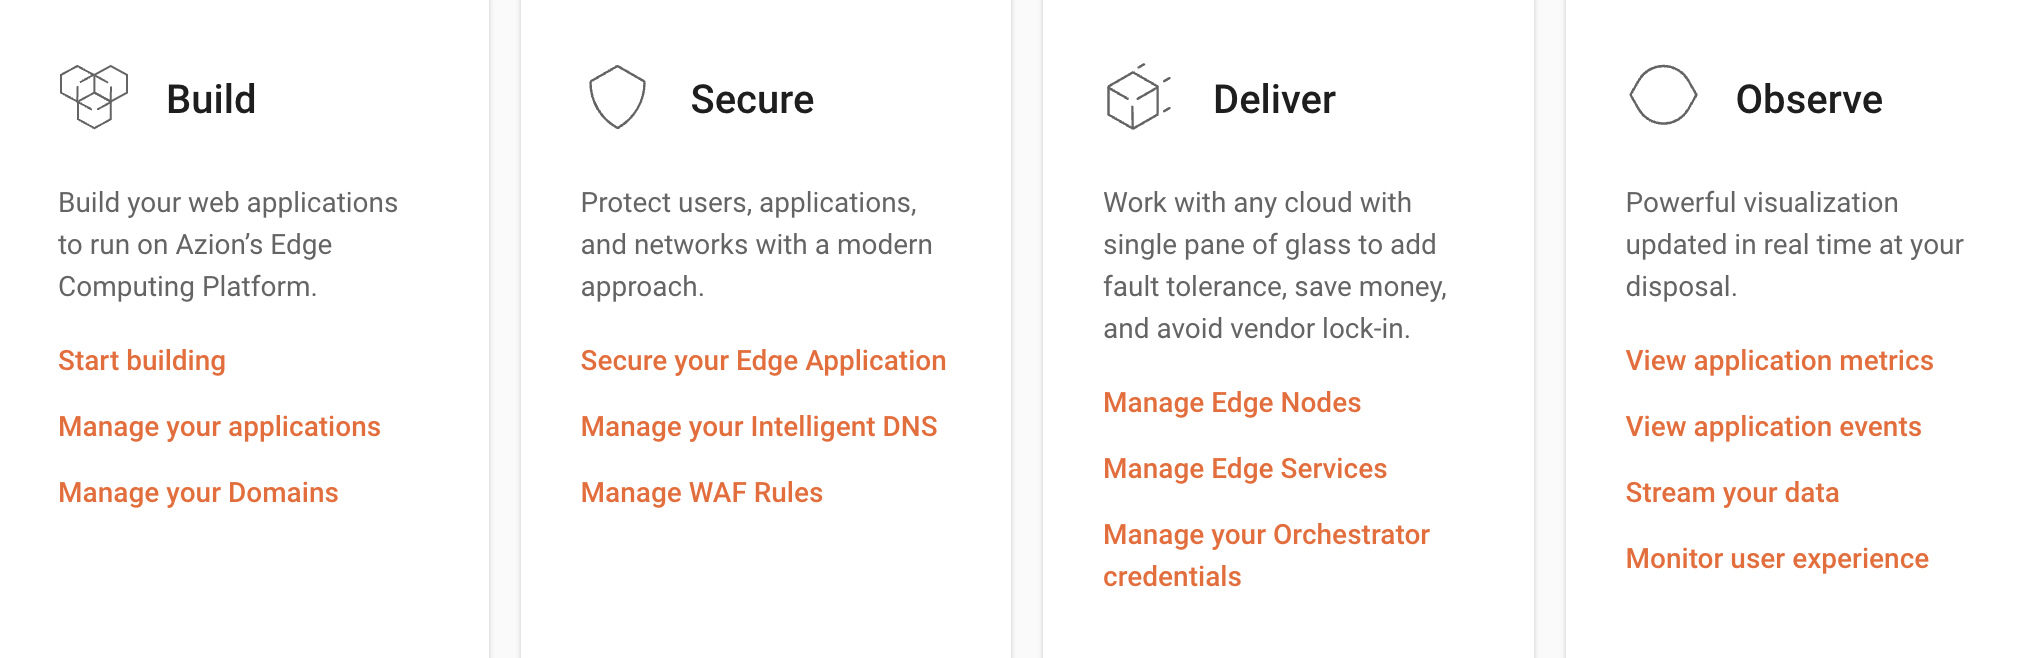 Build
Build your web applications
to run on Azion’s Edge
Computing Platform.
Start building
Manage your applications
Manage your Domains
Secure
Protect users, applications,
and networks with a modern
approach.
Secure your Edge Application
Manage your Intelligent DNS
Manage WAF Rules
Deliver
Work with any cloud with
single pane of glass to add
fault tolerance, save money,
and avoid vendor lock-in.
Manage Edge Nodes
Manage Edge Services
Manage your Orchestrator
credentials
Observe
Powerful visualization
updated in real time at your
disposal.
View application metrics
View application events
Stream your data
Monitor user experience